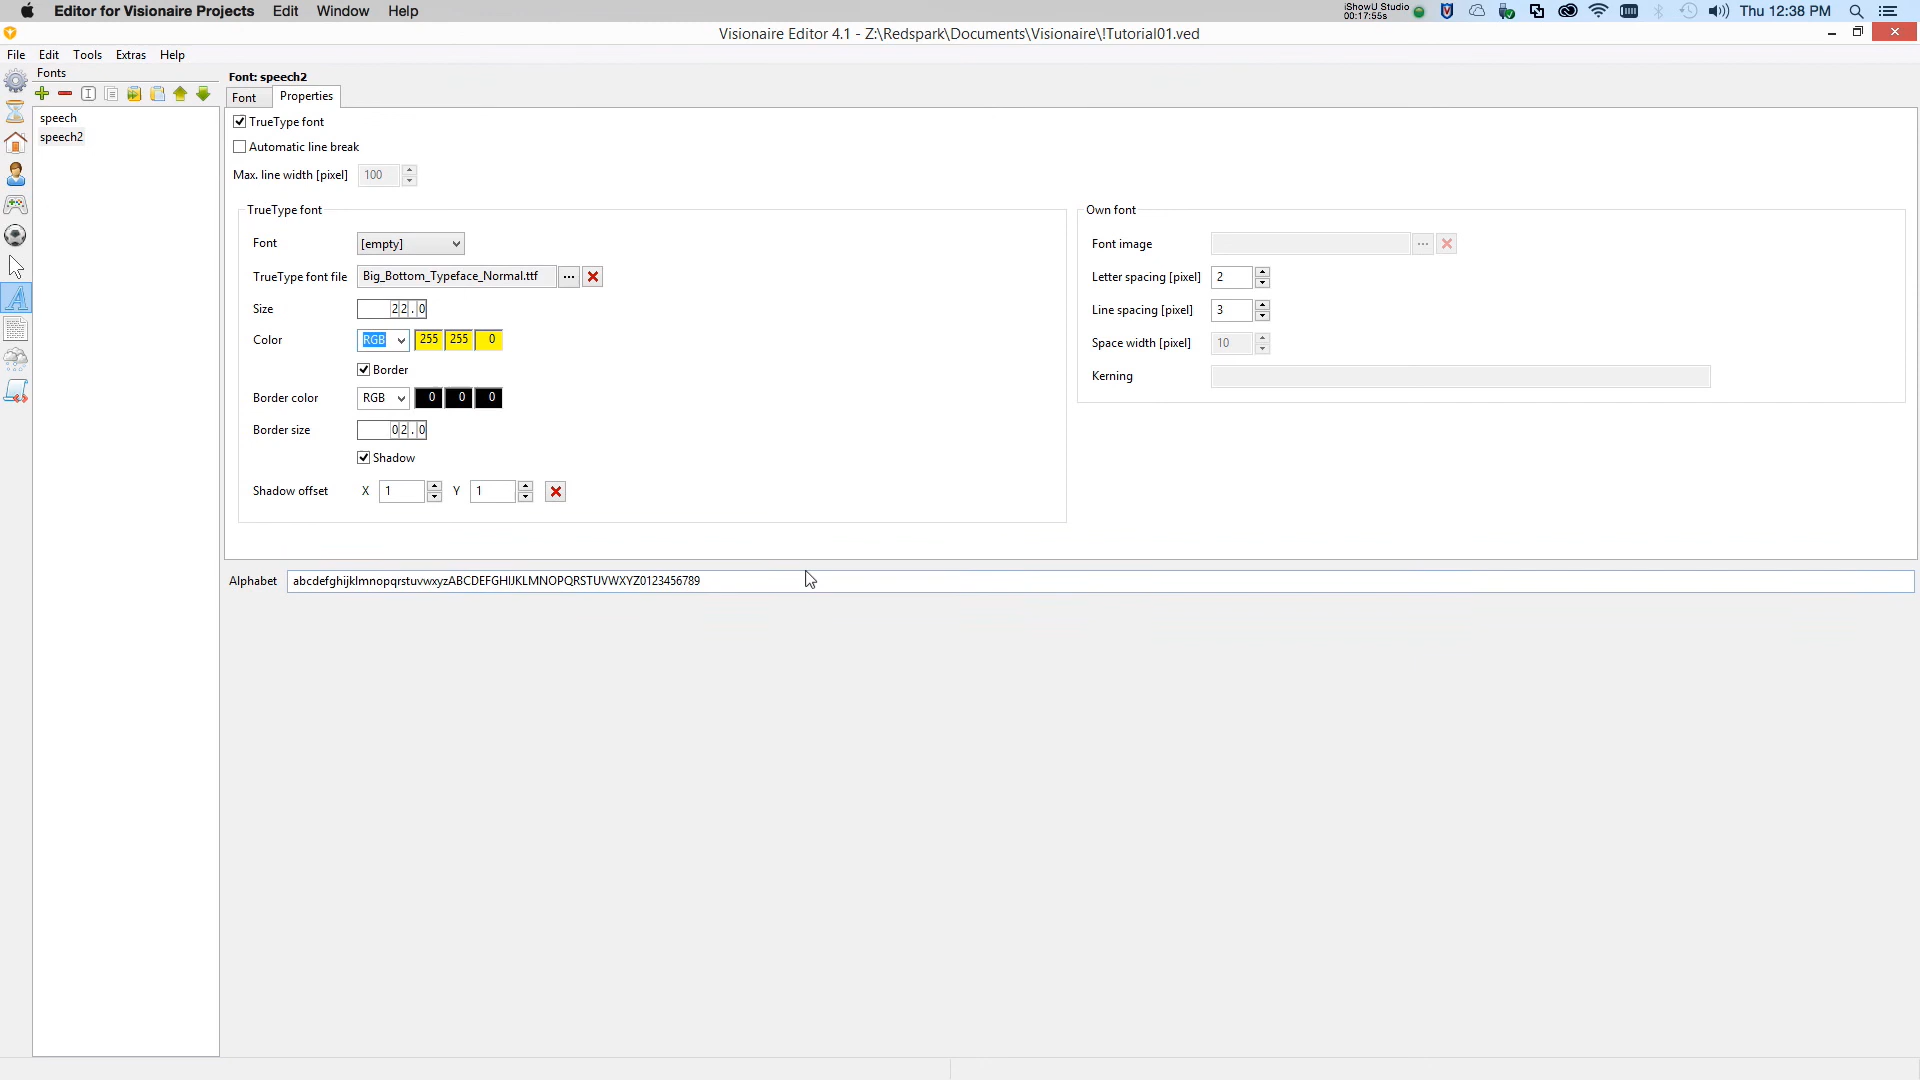 Editor for Visionaire Projects Edit Window Help iShowU Studio 00:17:55s Thu 12:38 PM
Visionaire Editor 4.1 - Z:\Redspark\Documents\Visionaire\!Tutorial01.ved
File Edit Tools Extras Help
Fonts
Font: speech2
Font Properties
speech
speech2
TrueType font
Automatic line break
Max. line width [pixel] 100
TrueType font
Font [empty]
TrueType font file Big_Bottom_Typeface_Normal.ttf ...
Size 22.0
Color RGB 255 255 0
Border
Border color RGB 0 0 0
Border size 02.0
Shadow
Shadow offset X 1 Y 1
Own font
Font image ...
Letter spacing [pixel] 2
Line spacing [pixel] 3
Space width [pixel] 10
Kerning
Alphabet abcdefghijklmnopqrstuvwxyzABCDEFGHIJKLMNOPQRSTUVWXYZ0123456789